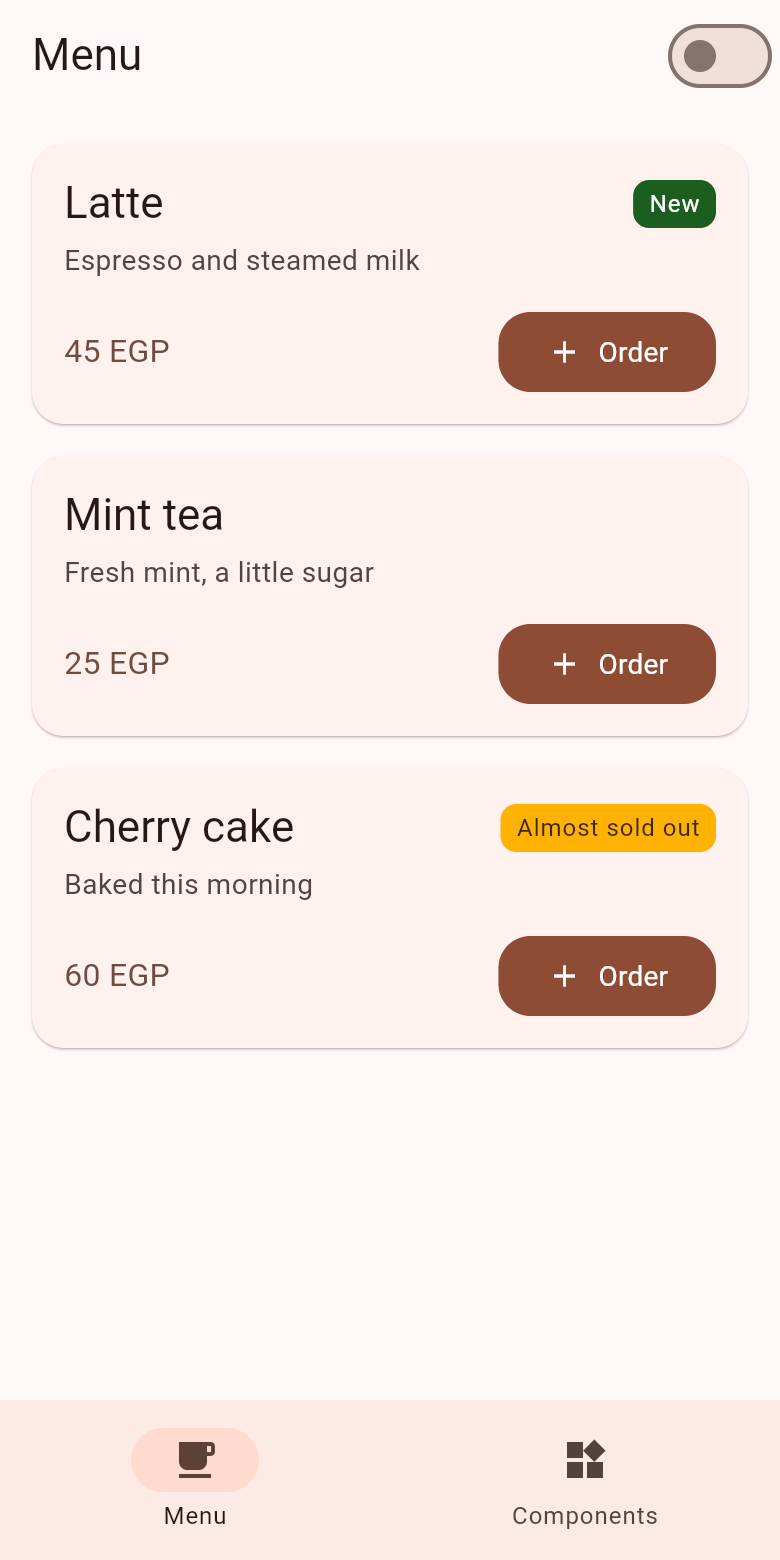 Menu
Latte
New
Espresso and steamed milk
45 EGP
Order
Mint tea
Fresh mint, a little sugar
25 EGP
Order
Cherry cake
Almost sold out
Baked this morning
60 EGP
Order
Menu
Components